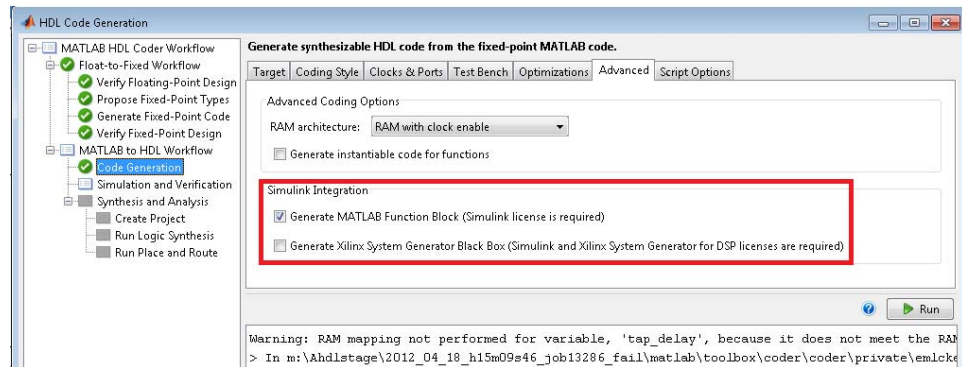 HDL Code Generation
MATLAB HDL Coder Workflow
Float-to-Fixed Workflow
Verify Floating-Point Design
Propose Fixed-Point Types
Generate Fixed-Point Code
Verify Fixed-Point Design
MATLAB to HDL Workflow
Code Generation
Simulation and Verification
Synthesis and Analysis
Create Project
Run Logic Synthesis
Run Place and Route
Generate synthesizable HDL code from the fixed-point MATLAB code.
Target Coding Style Clocks & Ports Test Bench Optimizations Advanced Script Options
Advanced Coding Options
RAM architecture: RAM with clock enable
Generate instantiable code for functions
Simulink Integration
Generate MATLAB Function Block (Simulink license is required)
Generate Xilinx System Generator Black Box (Simulink and Xilinx System Generator for DSP licenses are required)
Run
Warning: RAM mapping not performed for variable, 'tap_delay', because it does not meet the RAM
> In m:\Ahdlstage\2012_04_18_h15m09s46_job13286_fail\matlab\toolbox\coder\coder\private\emlcke